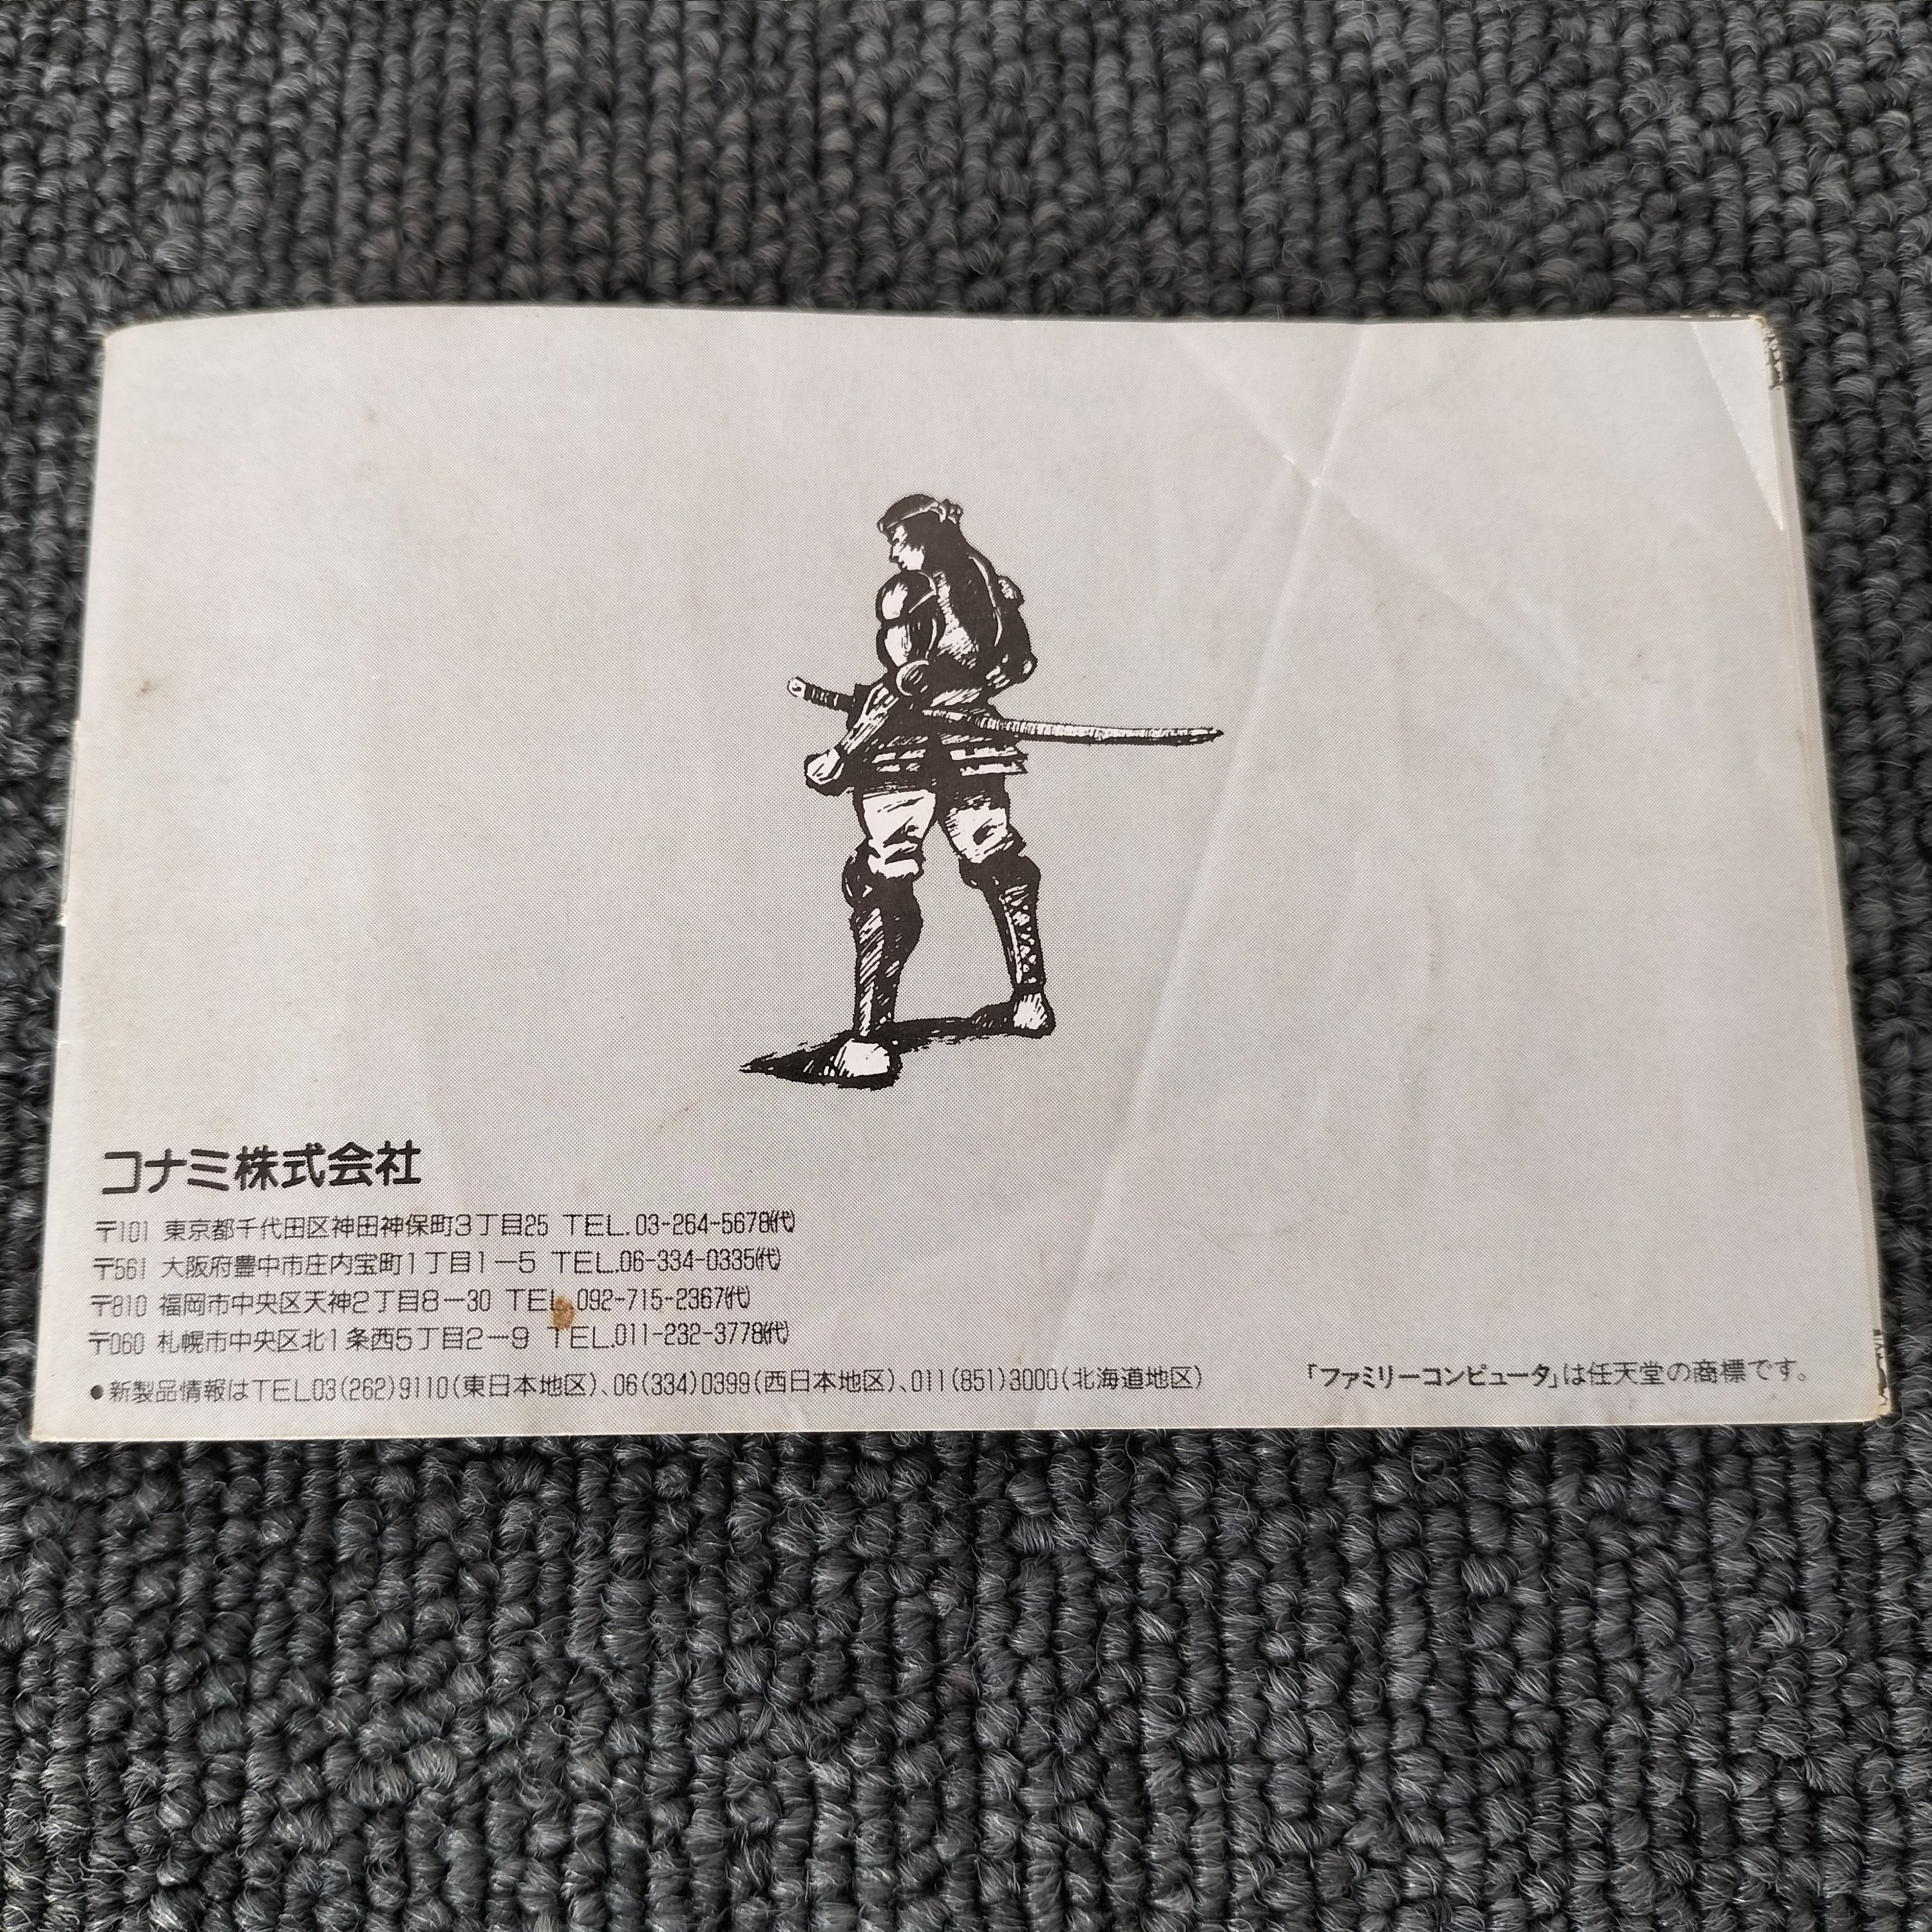 コナミ株式会社
〒101 東京都千代田区神田神保町3丁目25 TEL.03-264-5678㈹
〒561 大阪府豊中市庄内宝町1丁目1-5 TEL.06-334-0335㈹
〒810 福岡市中央区天神2丁目8-30 TEL.092-715-2367㈹
〒060 札幌市中央区北1条西5丁目2-9 TEL.011-232-3778㈹
●新製品情報はTEL03(262)9110(東日本地区)、06(334)0399(西日本地区)、011(851)3000(北海道地区)
「ファミリーコンピュータ」は任天堂の商標です。